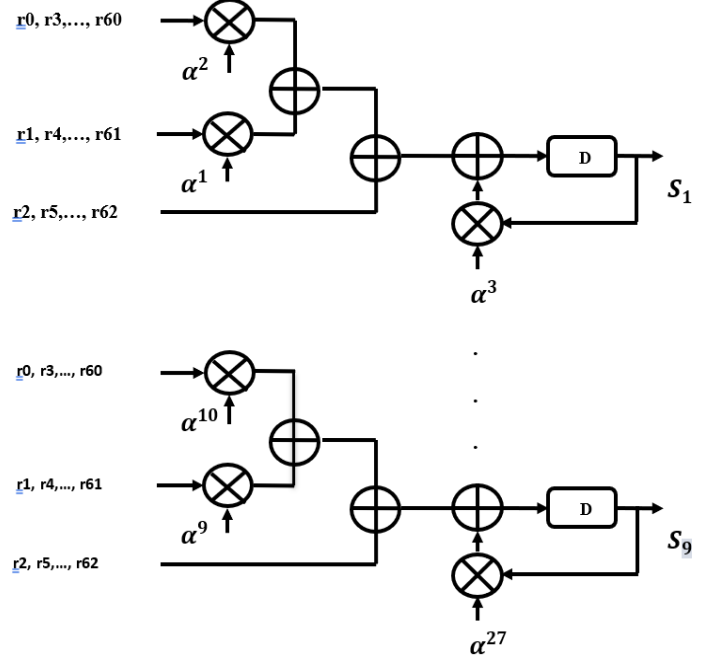 r0, r3,..., r60
α²
r1, r4,..., r61
α¹
D
S₁
r2, r5,..., r62
α³
r0, r3,..., r60
α¹⁰
r1, r4,..., r61
α⁹
D
S₉
r2, r5,..., r62
α²⁷